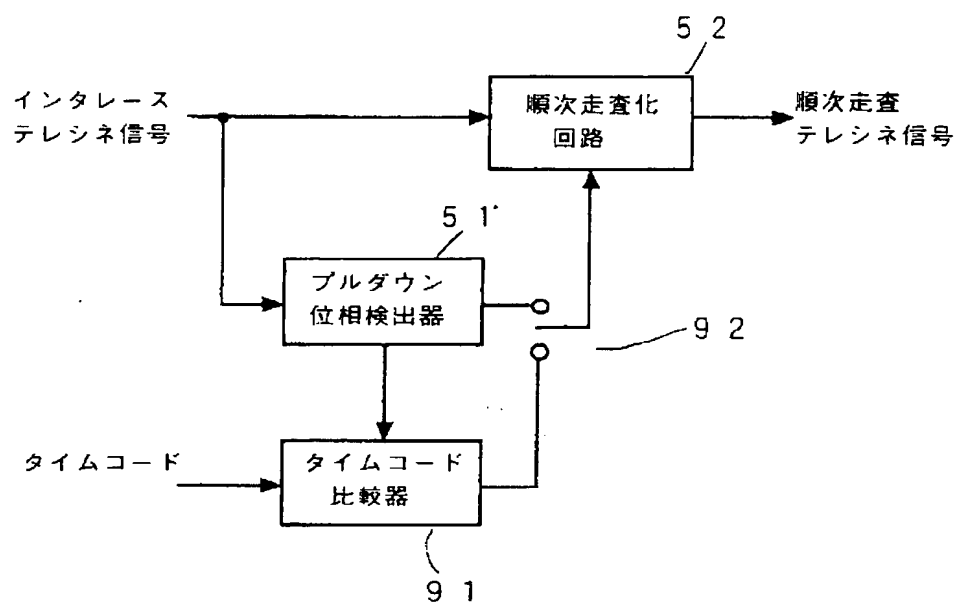 52
インタレース
テレシネ信号
順次走査化
回路
順次走査
テレシネ信号
51
プルダウン
位相検出器
92
タイムコード
タイムコード
比較器
91